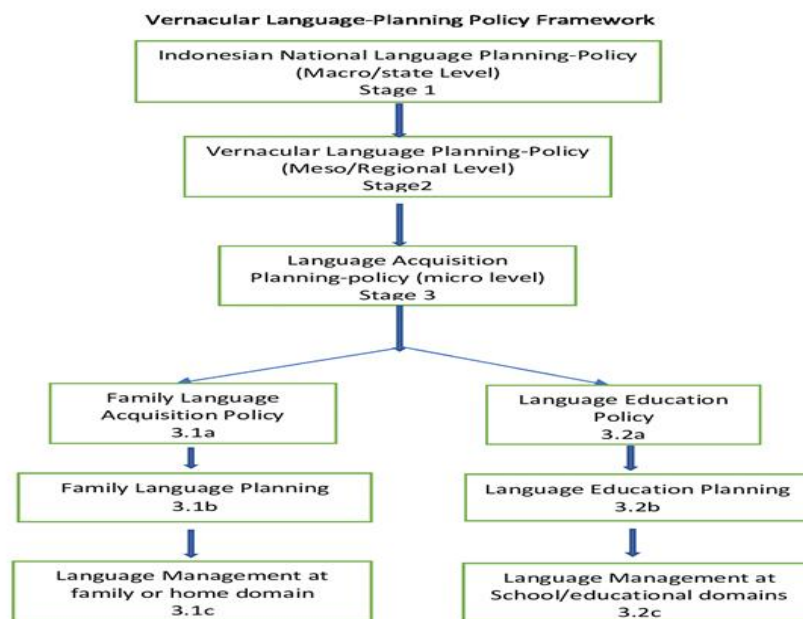 Vernacular Language-Planning Policy Framework
Indonesian National Language Planning-Policy
(Macro/state Level)
Stage 1
Vernacular Language Planning-Policy
(Meso/Regional Level)
Stage2
Language Acquisition
Planning-policy (micro level)
Stage 3
Family Language
Acquisition Policy
3.1a
Language Education
Policy
3.2a
Family Language Planning
3.1b
Language Education Planning
3.2b
Language Management at
family or home domain
3.1c
Language Management at
School/educational domains
3.2c